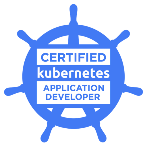 CERTIFIED
kubernetes
APPLICATION
DEVELOPER